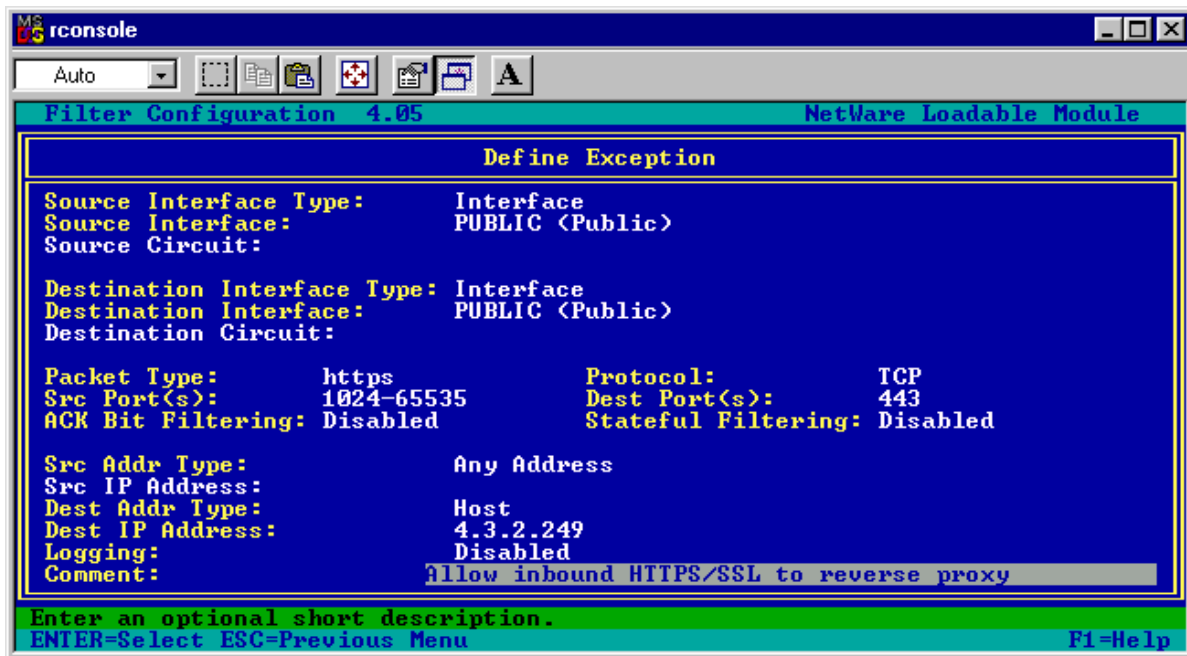 MS DOS rconsole
Auto A
Filter Configuration 4.05 NetWare Loadable Module
Define Exception
Source Interface Type: Interface
Source Interface: PUBLIC (Public)
Source Circuit:
Destination Interface Type: Interface
Destination Interface: PUBLIC (Public)
Destination Circuit:
Packet Type: https Protocol: TCP
Src Port(s): 1024-65535 Dest Port(s): 443
ACK Bit Filtering: Disabled Stateful Filtering: Disabled
Src Addr Type: Any Address
Src IP Address:
Dest Addr Type: Host
Dest IP Address: 4.3.2.249
Logging: Disabled
Comment: Allow inbound HTTPS/SSL to reverse proxy
Enter an optional short description.
ENTER=Select ESC=Previous Menu F1=Help